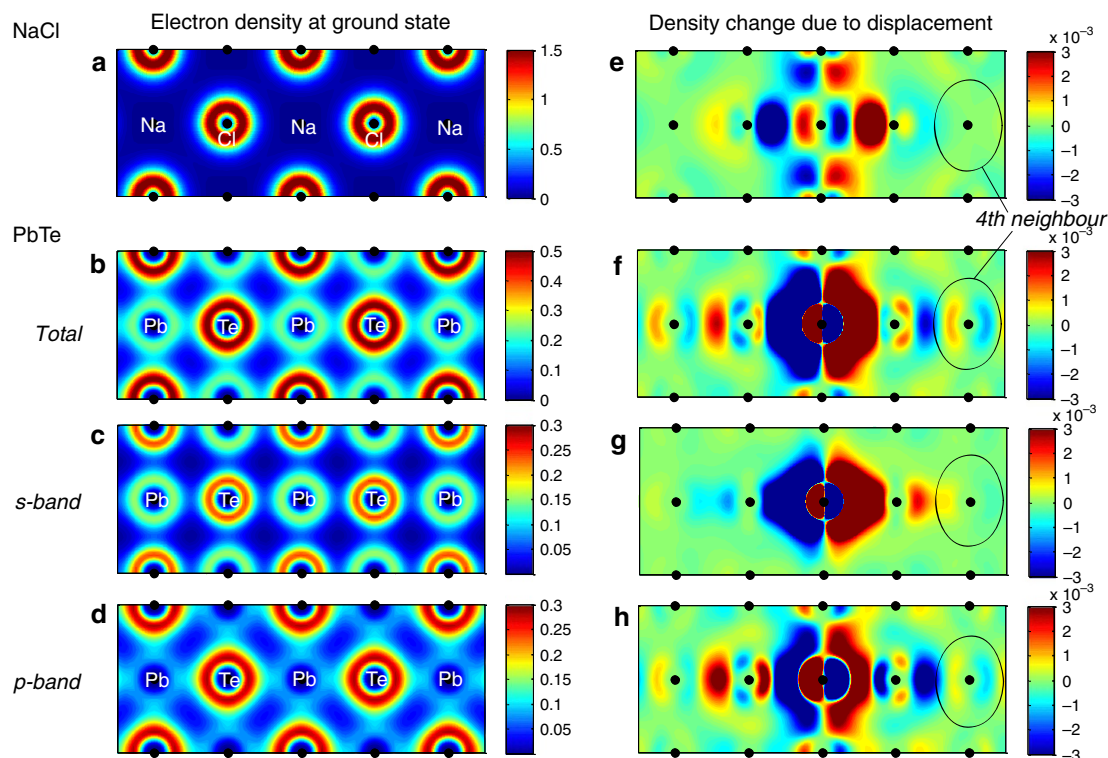 NaCl
Electron density at ground state
Density change due to displacement
a
Na Cl Na Cl Na
1.5
1
0.5
0
e
x 10⁻³
3
2
1
0
−1
−2
−3
4th neighbour
PbTe
Total
b
Pb Te Pb Te Pb
0.5
0.4
0.3
0.2
0.1
0
f
x 10⁻³
3
2
1
0
−1
−2
−3
s-band
c
Pb Te Pb Te Pb
0.3
0.25
0.2
0.15
0.1
0.05
g
x 10⁻³
3
2
1
0
−1
−2
−3
p-band
d
Pb Te Pb Te Pb
0.3
0.25
0.2
0.15
0.1
0.05
h
x 10⁻³
3
2
1
0
−1
−2
−3